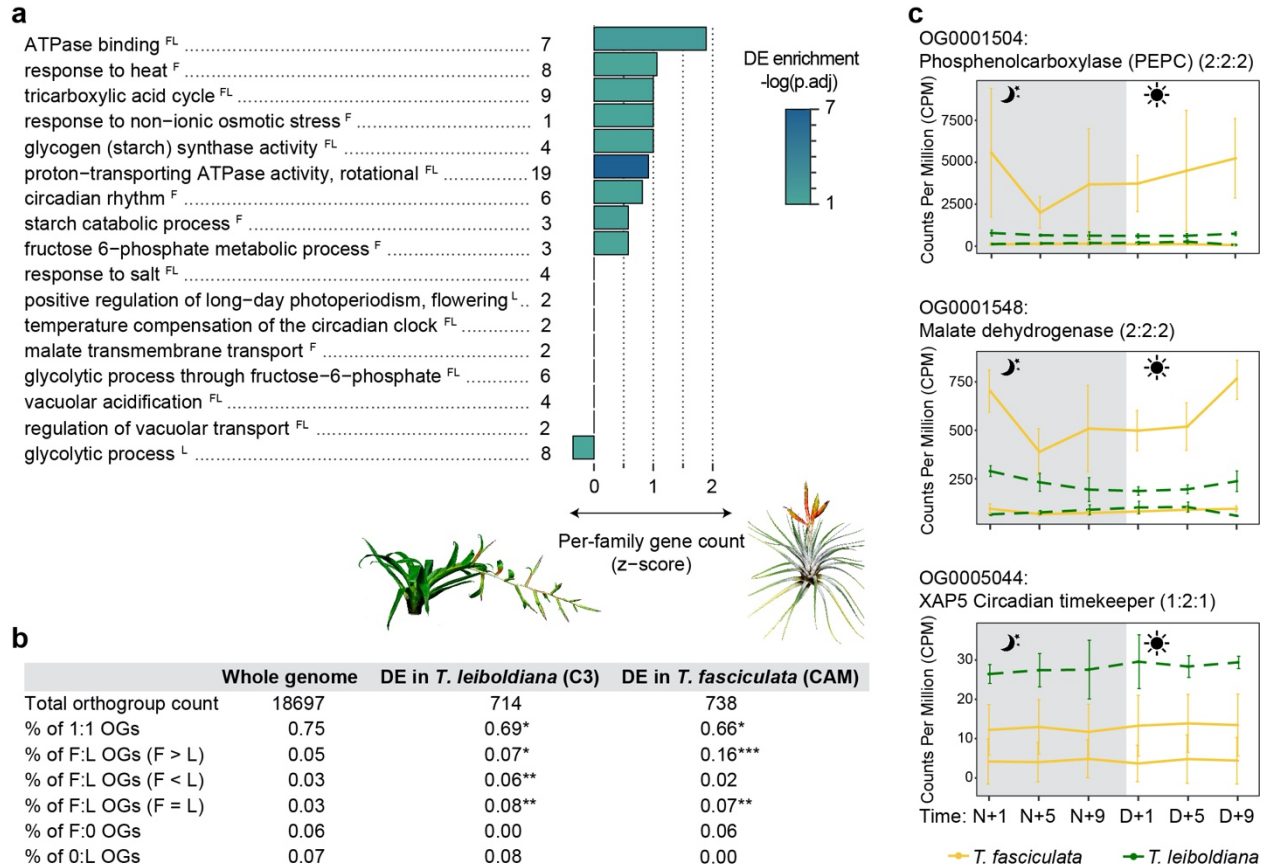 a
ATPase binding FL 7
response to heat F 8
tricarboxylic acid cycle FL 9
response to non-ionic osmotic stress F 1
glycogen (starch) synthase activity FL 4
proton-transporting ATPase activity, rotational FL 19
circadian rhythm F 6
starch catabolic process F 3
fructose 6−phosphate metabolic process F 3
response to salt FL 4
positive regulation of long−day photoperiodism, flowering L 2
temperature compensation of the circadian clock FL 2
malate transmembrane transport F 2
glycolytic process through fructose−6−phosphate FL 6
vacuolar acidification FL 4
regulation of vacuolar transport FL 2
glycolytic process L 8
0 1 2
Per-family gene count
(z−score)
DE enrichment
-log(p.adj)
7
1
b
Whole genome DE in T. leiboldiana (C3) DE in T. fasciculata (CAM)
Total orthogroup count 18697 714 738
% of 1:1 OGs 0.75 0.69* 0.66*
% of F:L OGs (F > L) 0.05 0.07* 0.16***
% of F:L OGs (F < L) 0.03 0.06** 0.02
% of F:L OGs (F = L) 0.03 0.08** 0.07**
% of F:0 OGs 0.06 0.00 0.06
% of 0:L OGs 0.07 0.08 0.00
c
OG0001504:
Phosphenolcarboxylase (PEPC) (2:2:2)
Counts Per Million (CPM)
7500
5000
2500
0
OG0001548:
Malate dehydrogenase (2:2:2)
Counts Per Million (CPM)
750
500
250
OG0005044:
XAP5 Circadian timekeeper (1:2:1)
Counts Per Million (CPM)
30
20
10
0
Time: N+1 N+5 N+9 D+1 D+5 D+9
T. fasciculata T. leiboldiana